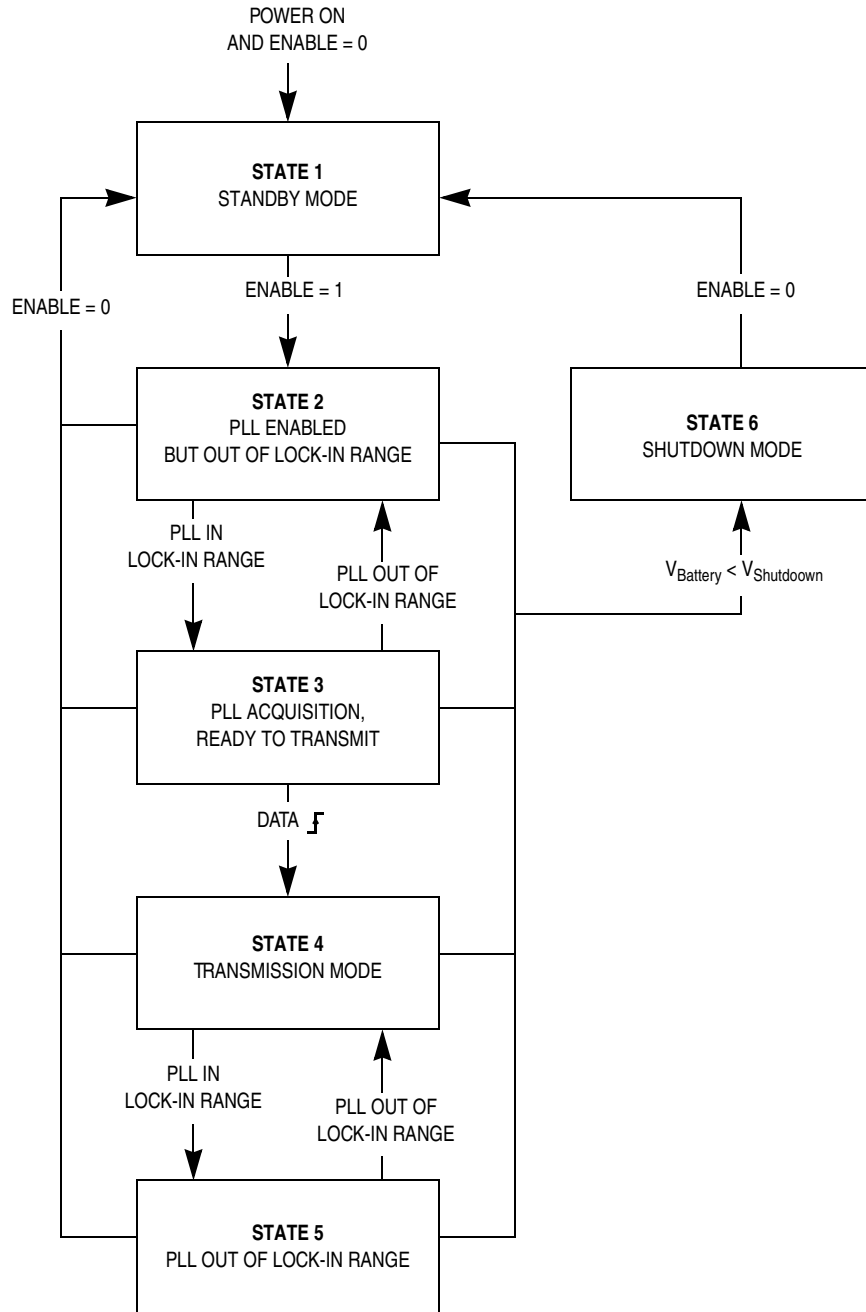 POWER ON
AND ENABLE = 0
STATE 1
STANDBY MODE
ENABLE = 0
ENABLE = 1
ENABLE = 0
STATE 2
PLL ENABLED
BUT OUT OF LOCK-IN RANGE
STATE 6
SHUTDOWN MODE
PLL IN
LOCK-IN RANGE
PLL OUT OF
LOCK-IN RANGE
VBattery < VShutdoown
STATE 3
PLL ACQUISITION,
READY TO TRANSMIT
DATA
STATE 4
TRANSMISSION MODE
PLL IN
LOCK-IN RANGE
PLL OUT OF
LOCK-IN RANGE
STATE 5
PLL OUT OF LOCK-IN RANGE